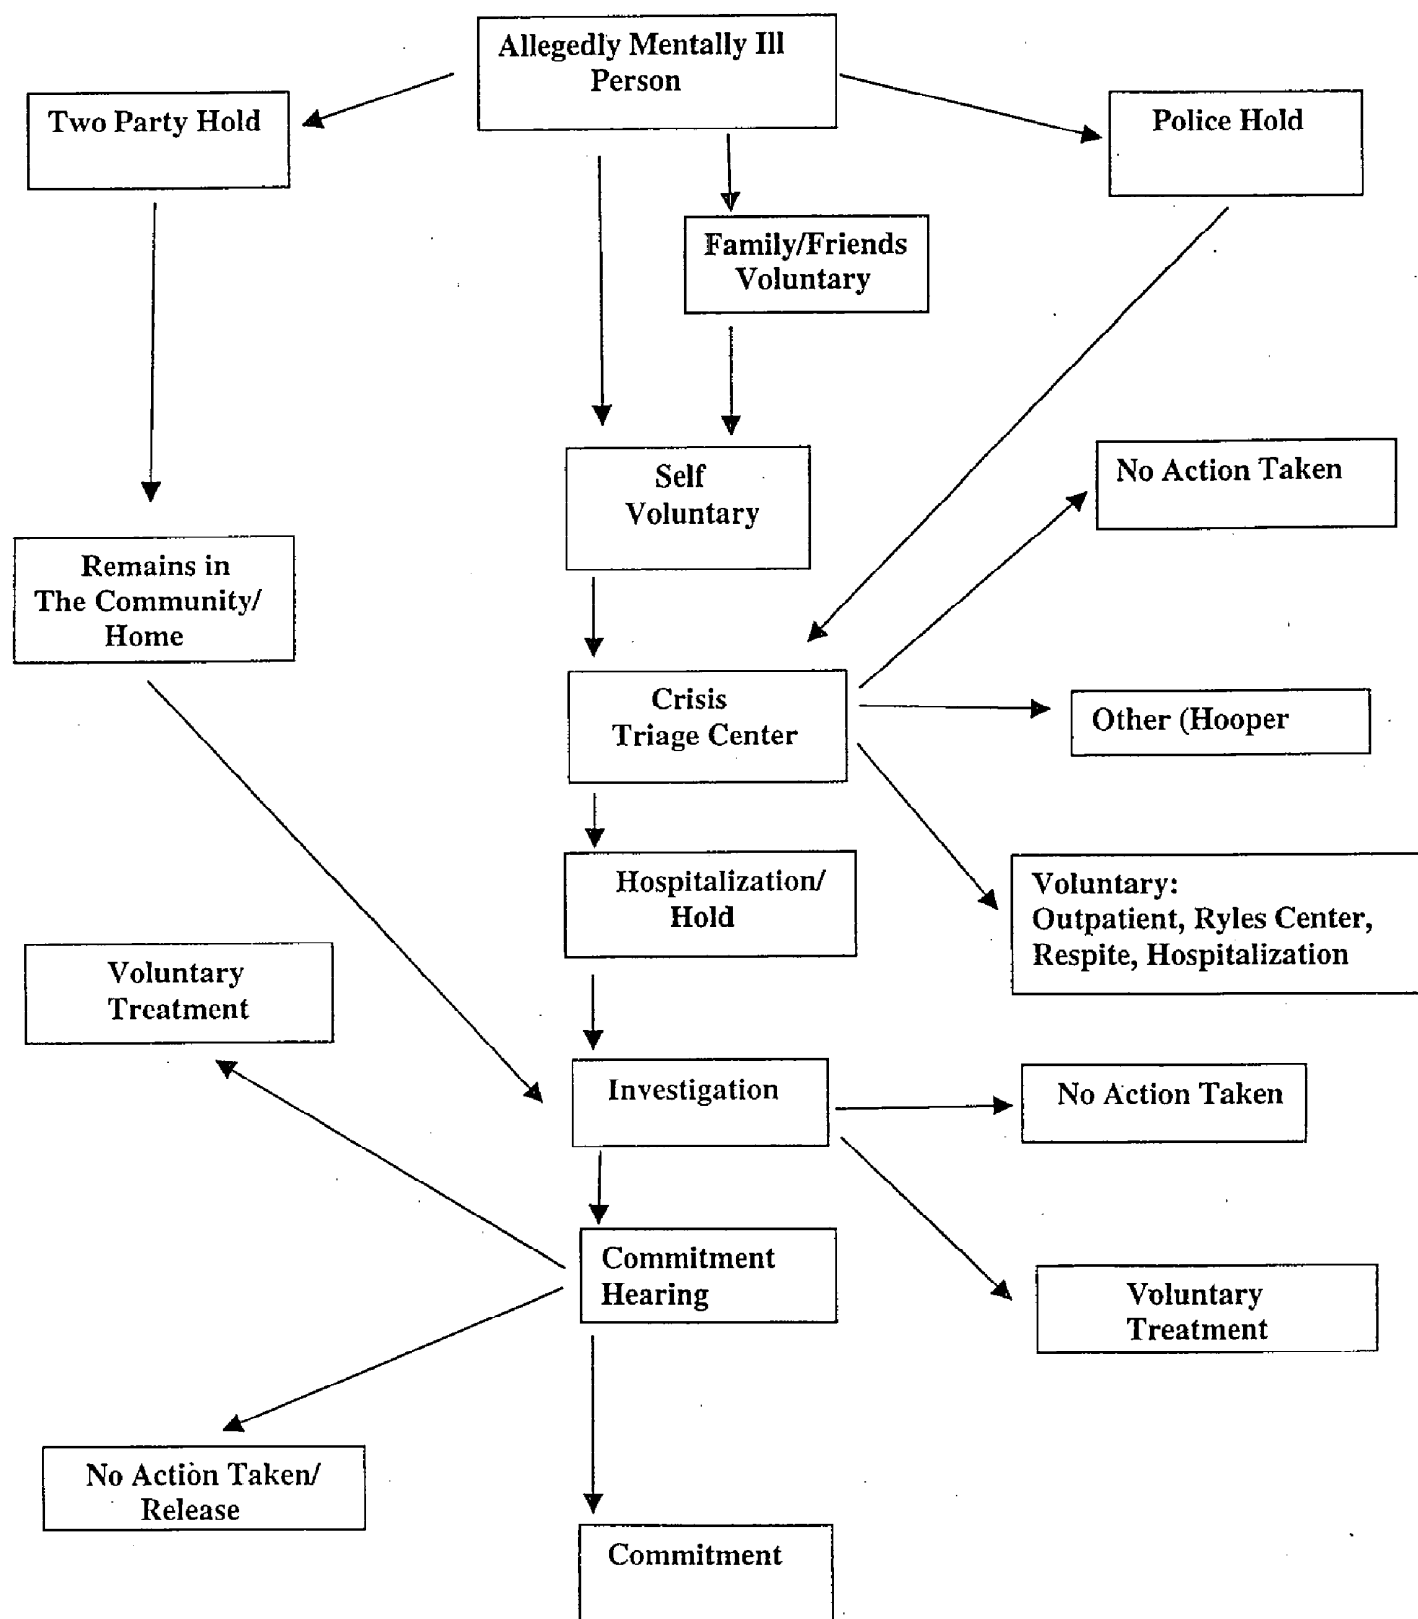 Allegedly Mentally Ill
Person
Two Party Hold
Police Hold
Family/Friends
Voluntary
Self
Voluntary
No Action Taken
Remains in
The Community/
Home
Crisis
Triage Center
Other (Hooper
Hospitalization/
Hold
Voluntary:
Outpatient, Ryles Center,
Respite, Hospitalization
Voluntary
Treatment
Investigation
No Action Taken
Commitment
Hearing
Voluntary
Treatment
No Action Taken/
Release
Commitment